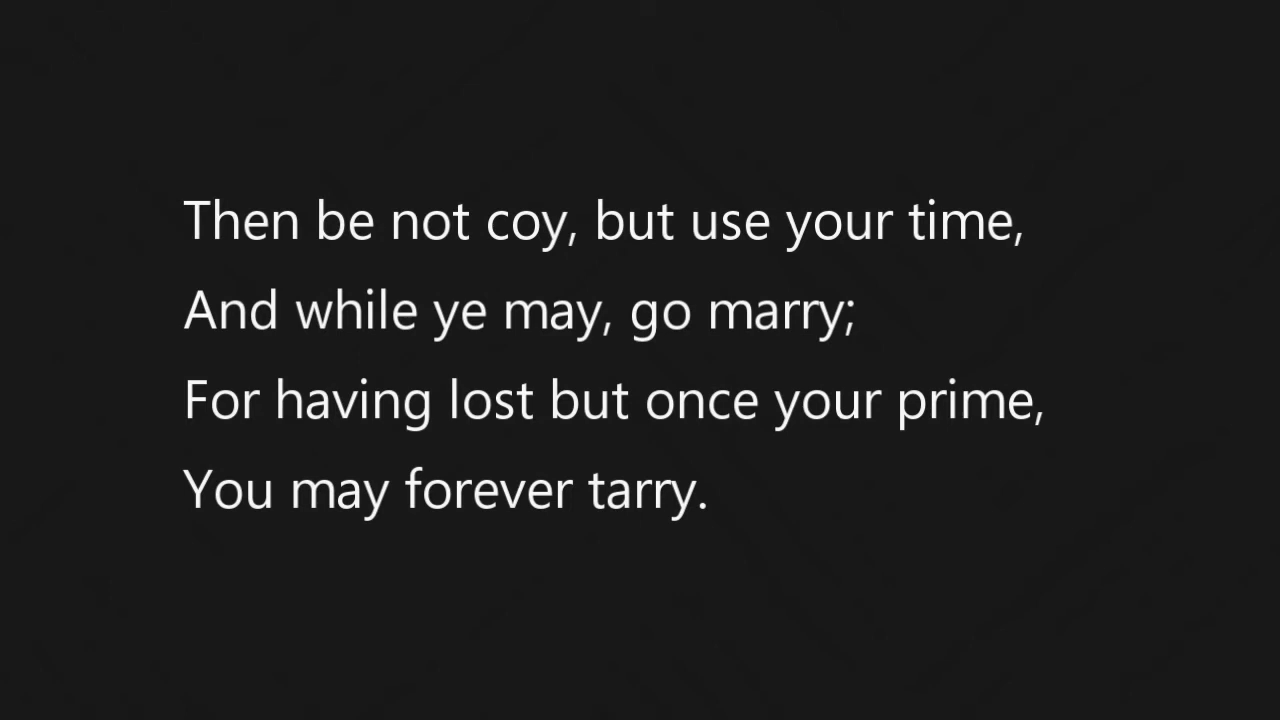 Then be not coy, but use your time,
And while ye may, go marry;
For having lost but once your prime,
You may forever tarry.